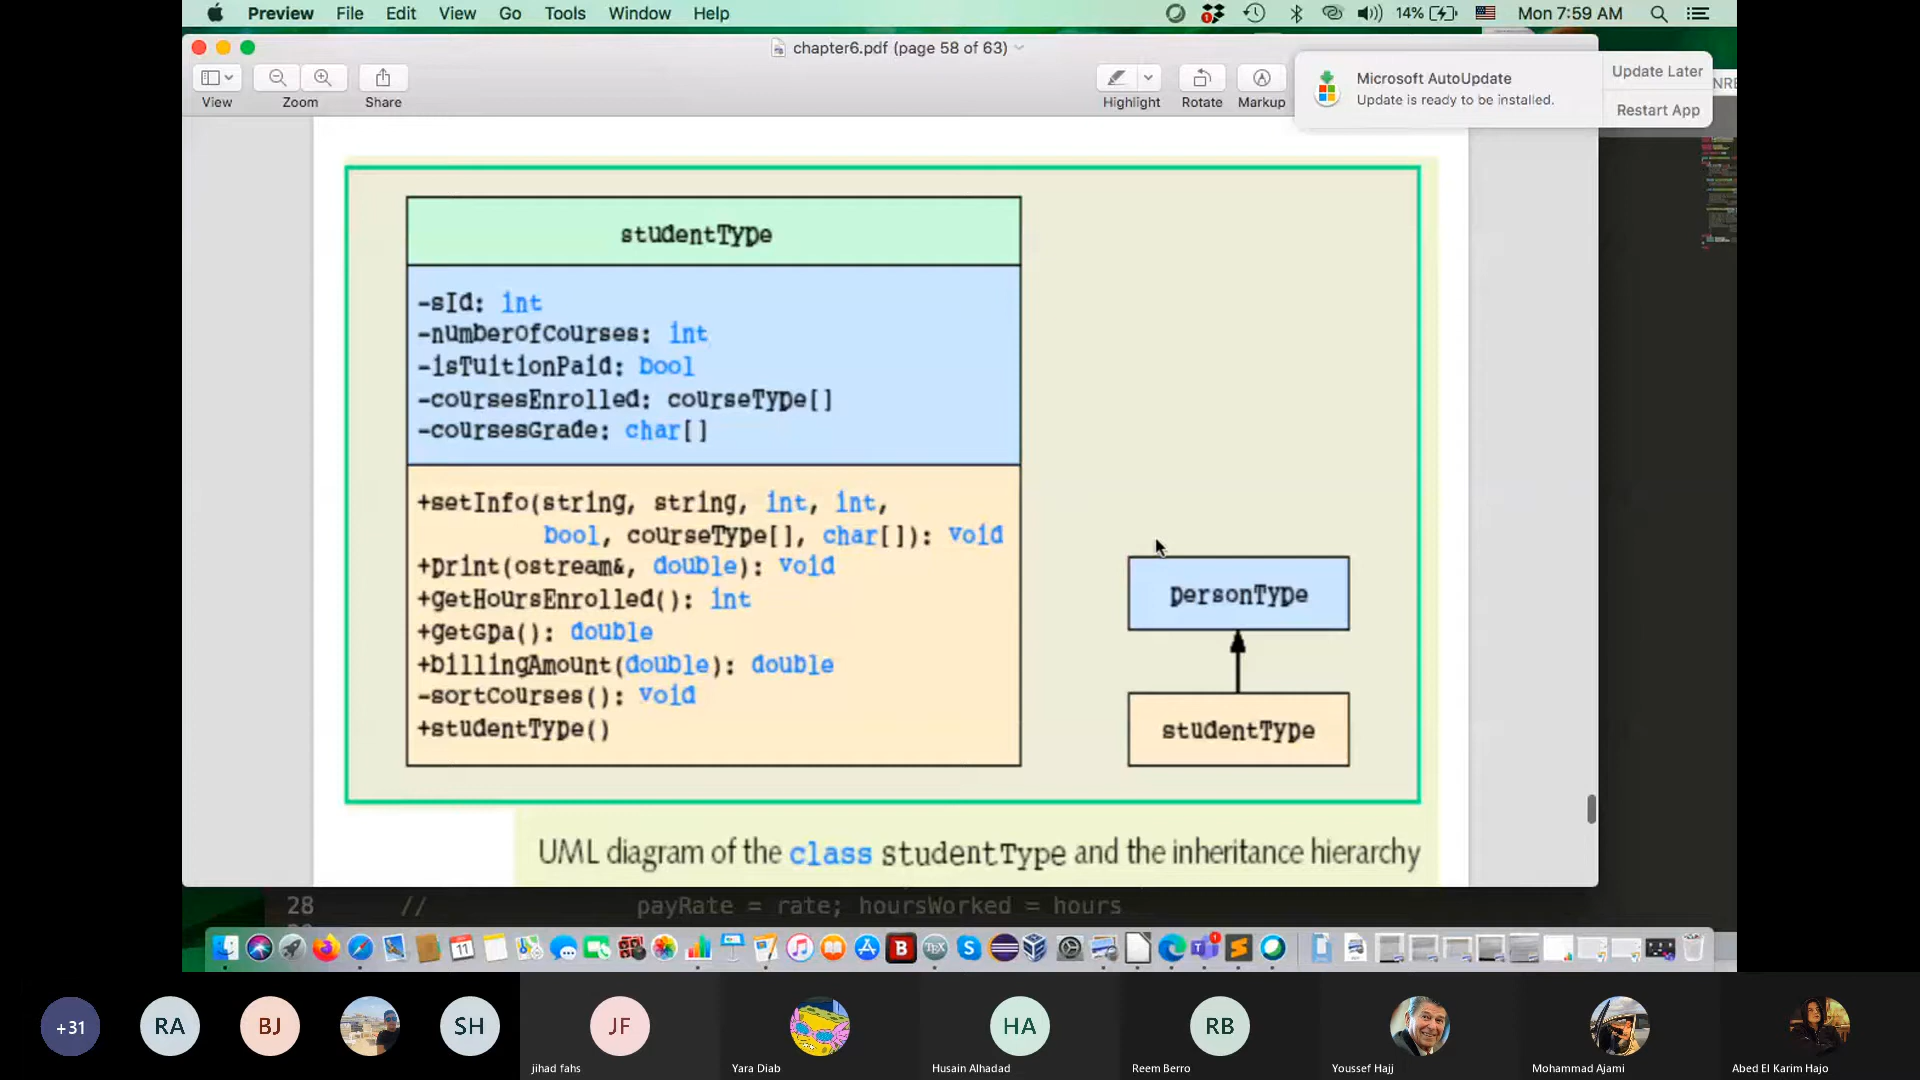 Preview File Edit View Go Tools Window Help
14% Mon 7:59 AM
chapter6.pdf (page 58 of 63)
View Zoom Share Highlight Rotate Markup
Microsoft AutoUpdate
Update is ready to be installed.
Update Later
Restart App
NRE
studentType
-sId: int
-numberOfCourses: int
-isTuitionPaid: bool
-coursesEnrolled: courseType[]
-coursesGrade: char[]
+setInfo(string, string, int, int,
bool, courseType[], char[]): void
+print(ostream&, double): void
+getHoursEnrolled(): int
+getGpa(): double
+billingAmount(double): double
-sortCourses(): void
+studentType()
personType
studentType
UML diagram of the class studentType and the inheritance hierarchy
28 // payRate = rate; hoursWorked = hours
11
B
TEX
S
+31
RA
BJ
SH
JF
HA
RB
jihad fahs
Yara Diab
Husain Alhadad
Reem Berro
Youssef Hajj
Mohammad Ajami
Abed El Karim Hajo